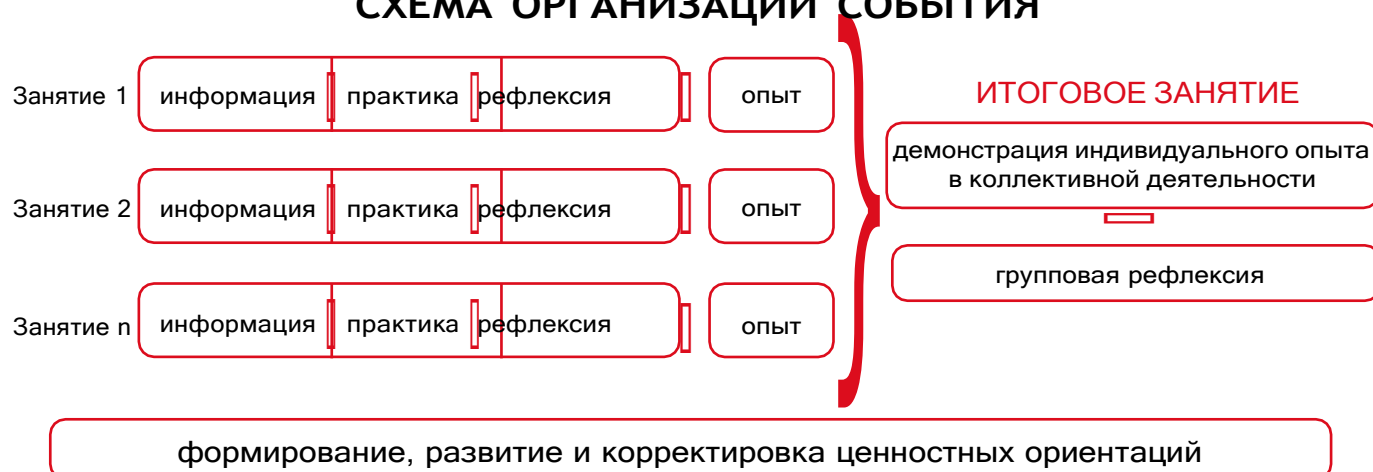 СХЕМА ОРГАНИЗАЦИИ СОБЫТИЯ
Занятие 1 информация практика рефлексия опыт
ИТОГОВОЕ ЗАНЯТИЕ
демонстрация индивидуального опыта
в коллективной деятельности
Занятие 2 информация практика рефлексия опыт
групповая рефлексия
Занятие n информация практика рефлексия опыт
формирование, развитие и корректировка ценностных ориентаций